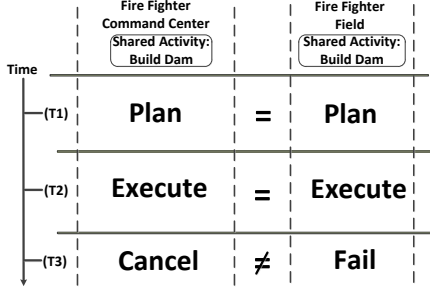 Fire Fighter
Command Center
Shared Activity:
Build Dam
Fire Fighter
Field
Shared Activity:
Build Dam
Time
(T1) Plan = Plan
(T2) Execute = Execute
(T3) Cancel ≠ Fail